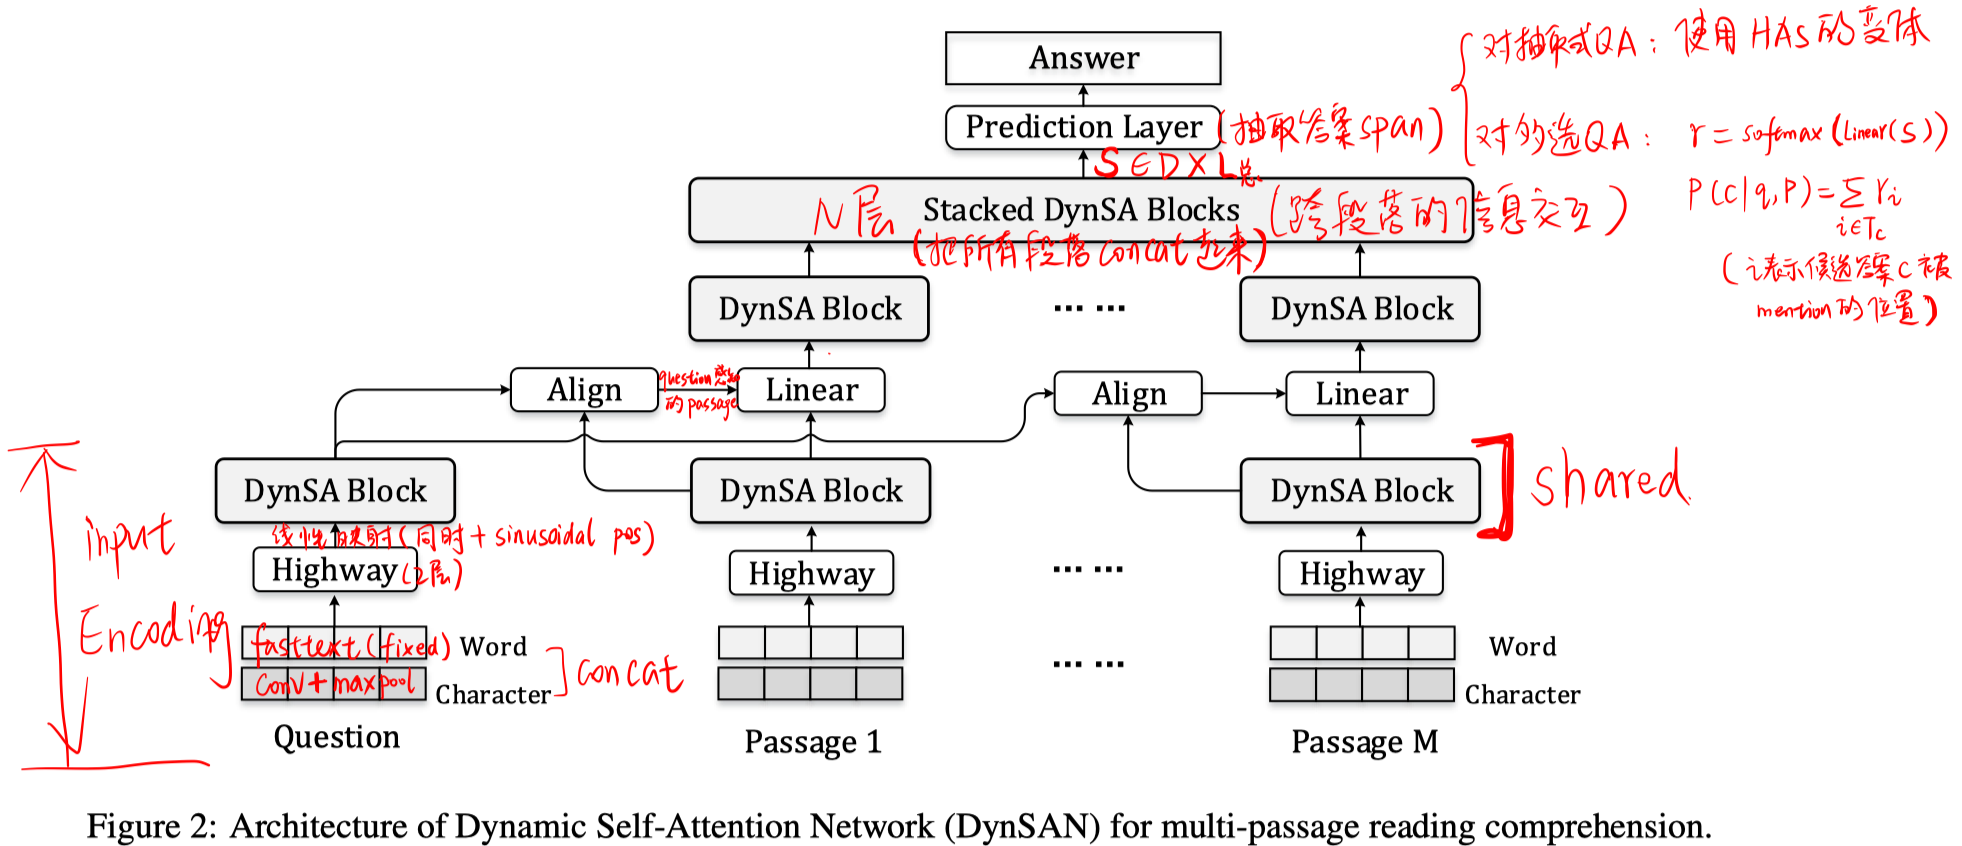 Answer
对抽取式QA：使用HAS的变体
Prediction Layer (抽取答案span)
对多选QA： r = softmax(Linear(S))
S ∈ D × L总
P(c|q,P) = Σ ri
i∈Tc
N层 Stacked DynSA Blocks (跨段落的信息交互)
(把所有段落concat起来)
(i表示候选答案c被
mention的位置)
DynSA Block …… DynSA Block
Align question感知 Linear Align Linear
的passage
DynSA Block DynSA Block DynSA Block ] shared
input
Encoding
线性映射(同时+ sinusoidal pos)
Highway (2层) Highway …… Highway
fasttext(fixed) Word …… Word
conv+maxpool Character ] concat Character
Question Passage 1 Passage M
Figure 2: Architecture of Dynamic Self-Attention Network (DynSAN) for multi-passage reading comprehension.